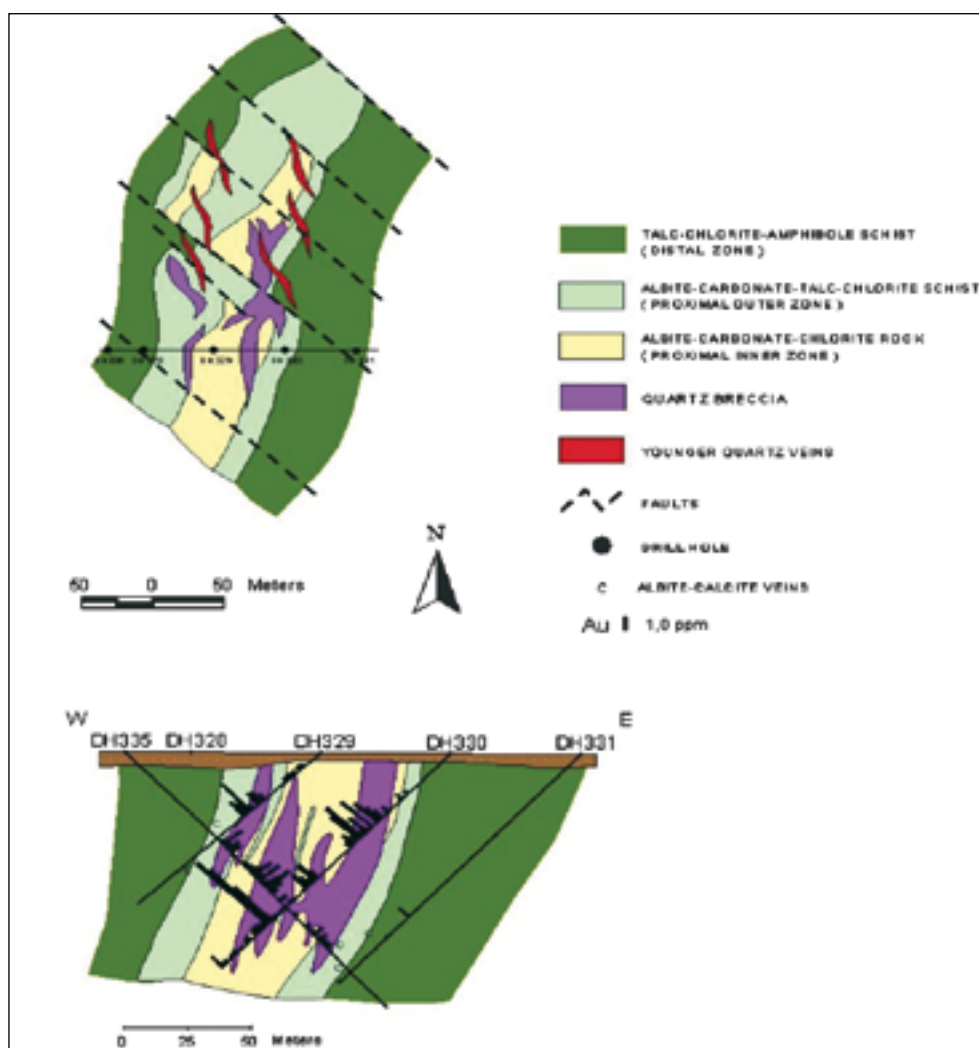 TALC-CHLORITE-AMPHIBOLE SCHIST
( DISTAL ZONE )
ALBITE-CARBONATE-TALC-CHLORITE SCHIST
( PROXIMAL OUTER ZONE )
ALBITE-CARBONATE-CHLORITE ROCK
( PROXIMAL INNER ZONE )
QUARTZ BRECCIA
YOUNGER QUARTZ VEINS
FAULTS
DRILL HOLE
c ALBITE-CALCITE VEINS
Au 1,0 ppm
N
50 0 50 Meters
W E
DH335 DH328 DH329 DH330 DH331
0 25 50 Meters